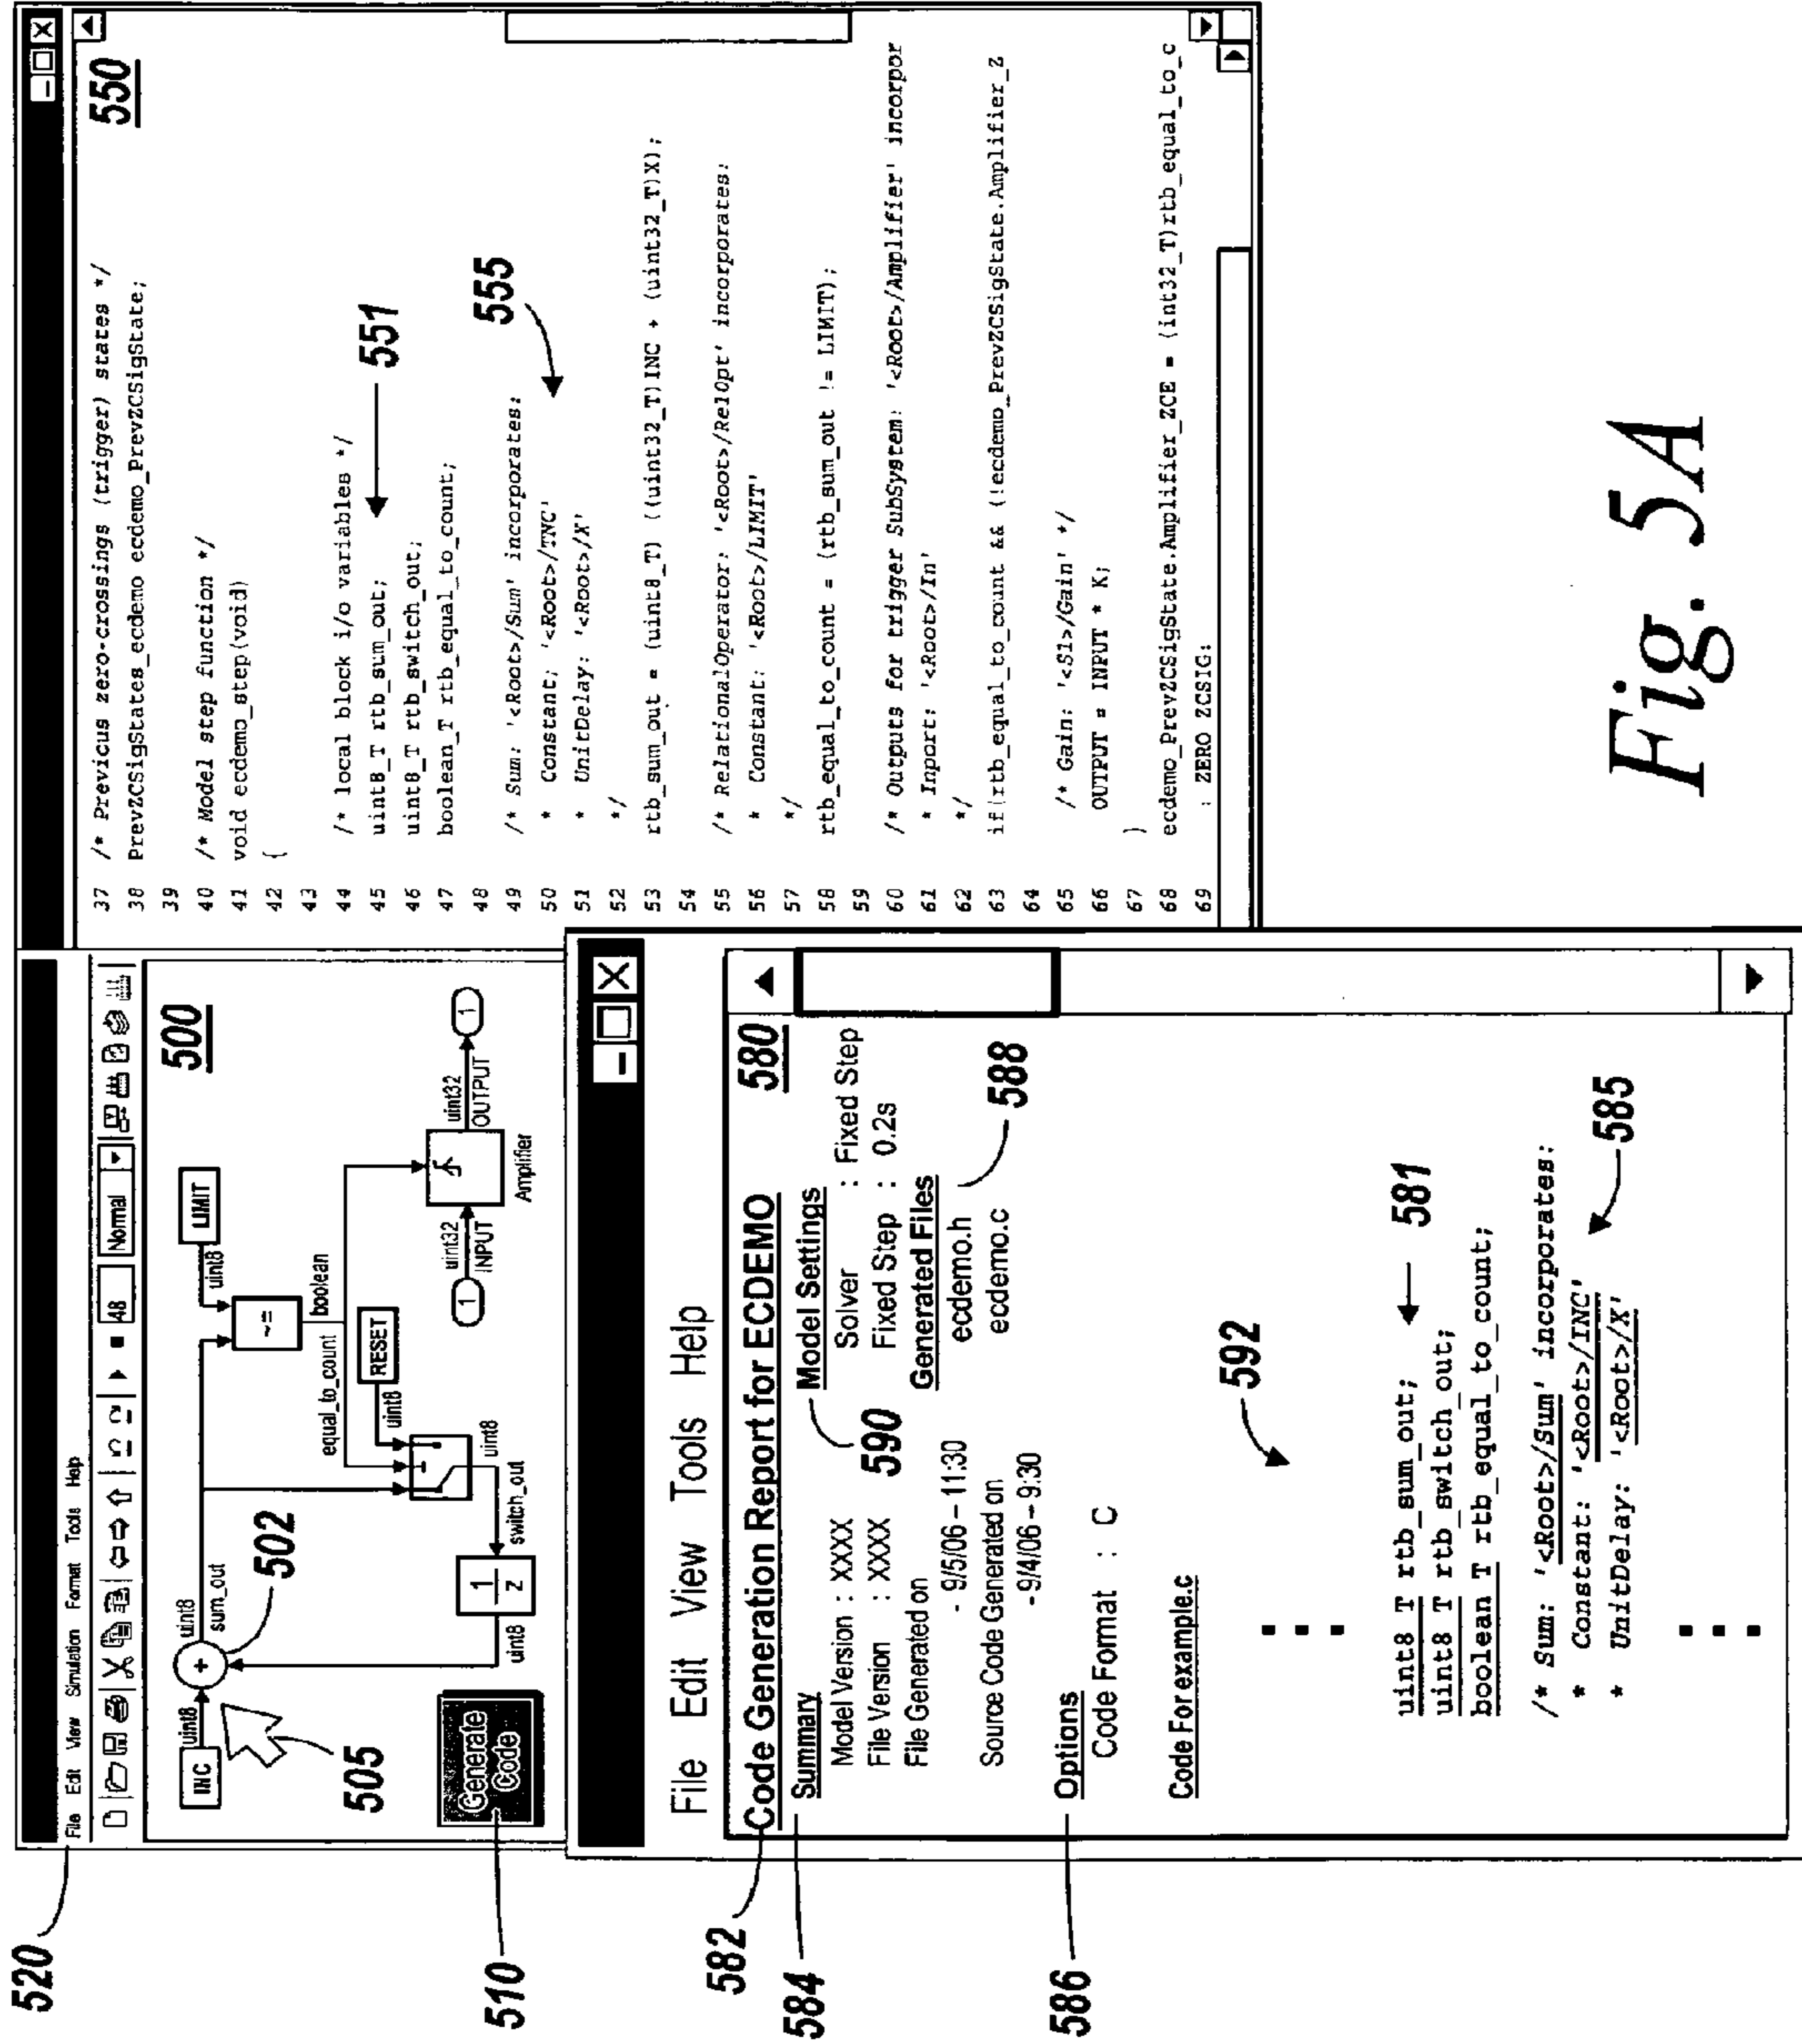 520
File Edit View Simulation Format Tools Help
48 Normal
500
INC
uint8
+
uint8
sum_out
502
505
LIMIT
uint8
~=
boolean
equal_to_count
RESET
uint8
uint8
switch_out
1
z
uint8
1
uint32
INPUT
Amplifier
uint32
OUTPUT
1
Generate
Code
510
550
37 /* Previcus zero-crossings (trigger) states */
38 PrevZCSigStates_ecdemo ecdemo_PrevZCSigState;
39
40 /* Model step function */
41 void ecdemo_step(void)
42 {
43
44 /* local block i/o variables */
45 uint8_T rtb_sum_out;
551
46 uint8_T rtb_switch_out;
47 boolean_T rtb_equal_to_count;
48
49 /* Sum: '<Root>/Sum' incorporates:
50 * Constant; '<Root>/INC'
555
51 * UnitDelay: '<Root>/X'
52 */
53 rtb_sum_out = (uint8_T) ((uint32_T)INC + (uint32_T)X);
54
55 /* RelationalOperator: '<Root>/RelOpt' incorporates:
56 * Constant: '<Root>/LIMIT'
57 */
58 rtb_equal_to_count = (rtb_sum_out != LIMIT);
59
60 /* Outputs for trigger SubSystem: '<Root>/Amplifier' incorpor
61 * Inport: '<Root>/In'
62 */
63 if(rtb_equal_to_count && (!ecdemo_PrevZCSigState.Amplifier_Z
64
65 /* Gain: '<S1>/Gain' */
66 OUTPUT = INPUT * K;
67 }
68 ecdemo_PrevZCSigState.Amplifier_ZCE = (int32_T)rtb_equal_to_c
69 : ZERO ZCSIG:
File Edit View Tools Help
582
Code Generation Report for ECDEMO
580
584
Summary
Model Version : XXXX
File Version : XXXX
File Generated on
- 9/5/06 – 11:30
Source Code Generated on
- 9/4/06 – 9:30
590
Model Settings
Solver : Fixed Step
Fixed Step : 0.2s
Generated Files
588
ecdemo.h
ecdemo.c
586
Options
Code Format : C
Code For example.c
592
uint8 T rtb_sum_out;
581
uint8 T rtb_switch_out;
boolean T rtb_equal_to_count;
/* Sum: '<Root>/Sum' incorporates:
* Constant: '<Root>/INC'
* UnitDelay: '<Root>/X'
585
Fig. 5A